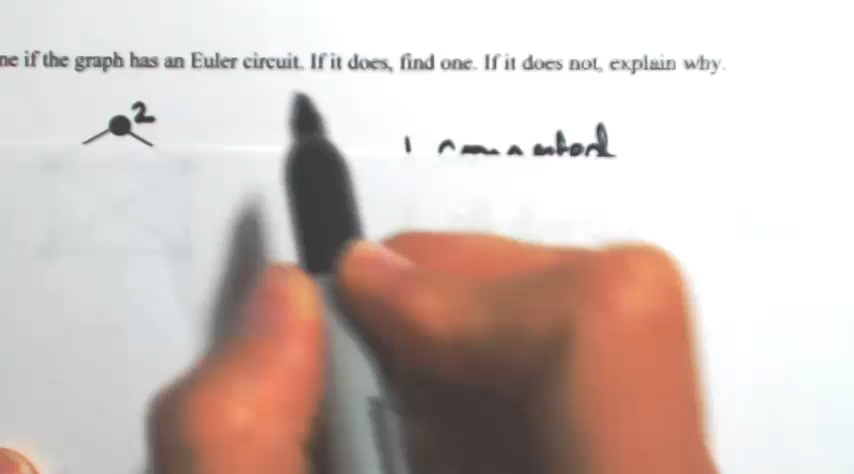 ne if the graph has an Euler circuit. If it does, find one. If it does not, explain why.
2